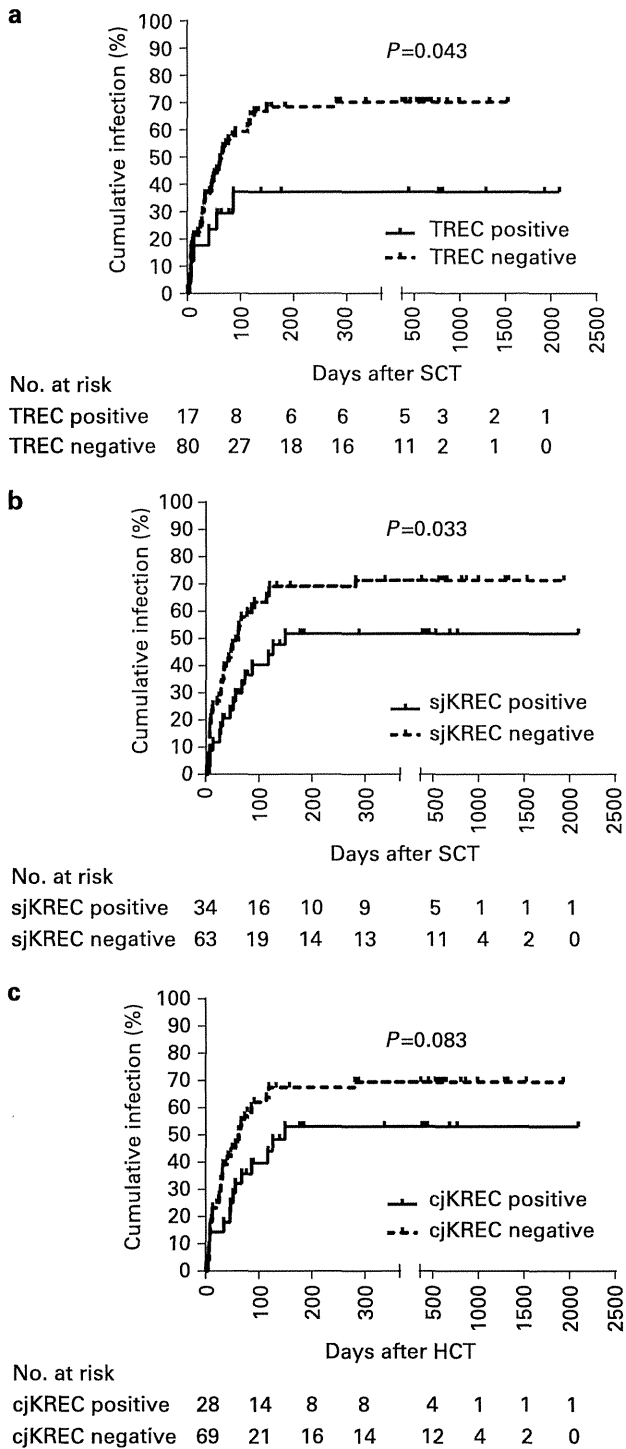 a
P=0.043
Cumulative infection (%)
100
90
80
70
60
50
40
30
20
10
0
TREC positive
TREC negative
0 100 200 300 500 1000 1500 2000 2500
Days after SCT
No. at risk
TREC positive 17 8 6 6 5 3 2 1
TREC negative 80 27 18 16 11 2 1 0
b
P=0.033
Cumulative infection (%)
100
90
80
70
60
50
40
30
20
10
0
sjKREC positive
sjKREC negative
0 100 200 300 500 1000 1500 2000 2500
Days after SCT
No. at risk
sjKREC positive 34 16 10 9 5 1 1 1
sjKREC negative 63 19 14 13 11 4 2 0
c
P=0.083
Cumulative infection (%)
100
90
80
70
60
50
40
30
20
10
0
cjKREC positive
cjKREC negative
0 100 200 300 500 1000 1500 2000 2500
Days after HCT
No. at risk
cjKREC positive 28 14 8 8 4 1 1 1
cjKREC negative 69 21 16 14 12 4 2 0